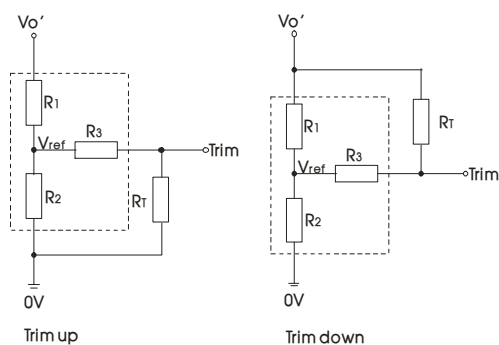 Vo'
R1
Vref
R3
Trim
R2
RT
0V
Trim up
Vo'
R1
RT
Vref
R3
Trim
R2
0V
Trim down